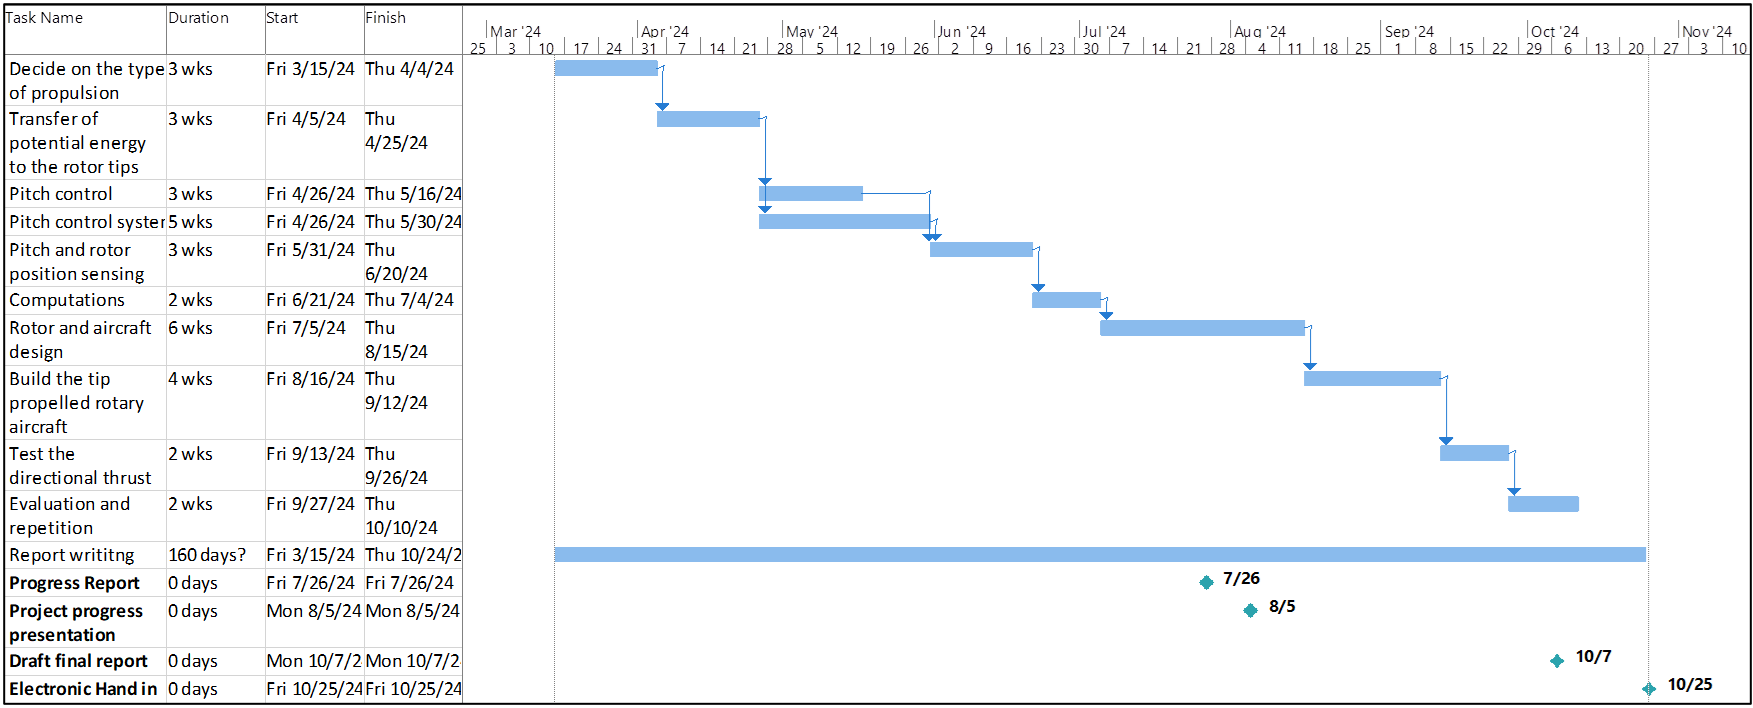 Task Name Duration Start Finish
Mar '24 Apr '24 May '24 Jun '24 Jul '24 Aug '24 Sep '24 Oct '24 Nov '24
25 3 10 17 24 31 7 14 21 28 5 12 19 26 2 9 16 23 30 7 14 21 28 4 11 18 25 1 8 15 22 29 6 13 20 27 3 10
Decide on the type 3 wks Fri 3/15/24 Thu 4/4/24
of propulsion
Transfer of 3 wks Fri 4/5/24 Thu
potential energy 4/25/24
to the rotor tips
Pitch control 3 wks Fri 4/26/24 Thu 5/16/24
Pitch control syster 5 wks Fri 4/26/24 Thu 5/30/24
Pitch and rotor 3 wks Fri 5/31/24 Thu
position sensing 6/20/24
Computations 2 wks Fri 6/21/24 Thu 7/4/24
Rotor and aircraft 6 wks Fri 7/5/24 Thu
design 8/15/24
Build the tip 4 wks Fri 8/16/24 Thu
propelled rotary 9/12/24
aircraft
Test the 2 wks Fri 9/13/24 Thu
directional thrust 9/26/24
Evaluation and 2 wks Fri 9/27/24 Thu
repetition 10/10/24
Report writitng 160 days? Fri 3/15/24 Thu 10/24/2
Progress Report 0 days Fri 7/26/24 Fri 7/26/24 7/26
Project progress 0 days Mon 8/5/24 Mon 8/5/24 8/5
presentation
Draft final report 0 days Mon 10/7/2 Mon 10/7/2 10/7
Electronic Hand in 0 days Fri 10/25/24 Fri 10/25/24 10/25